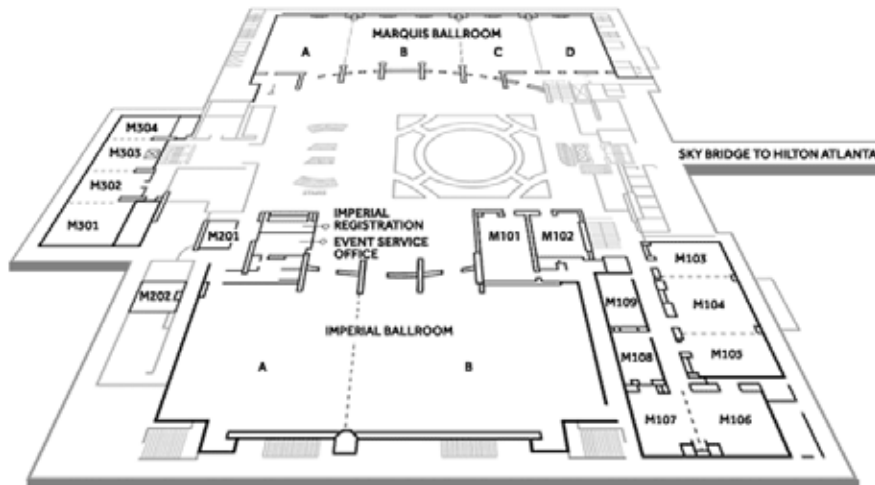 MARQUIS BALLROOM
A
B
C
D
M304
M303
M302
M301
SKY BRIDGE TO HILTON ATLANTA
STAIRS
M201
IMPERIAL
REGISTRATION
EVENT SERVICE
OFFICE
M101
M102
M103
M202
M109
M104
IMPERIAL BALLROOM
A
B
M108
M105
M107
M106